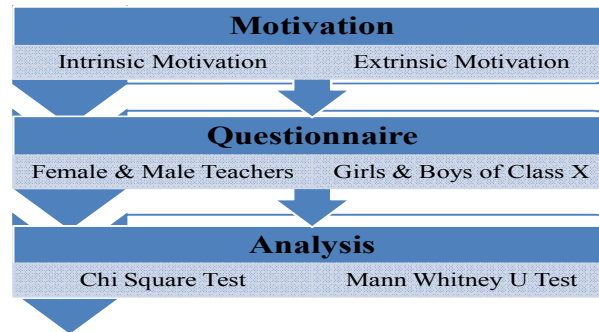 Motivation
Intrinsic Motivation Extrinsic Motivation
Questionnaire
Female & Male Teachers Girls & Boys of Class X
Analysis
Chi Square Test Mann Whitney U Test